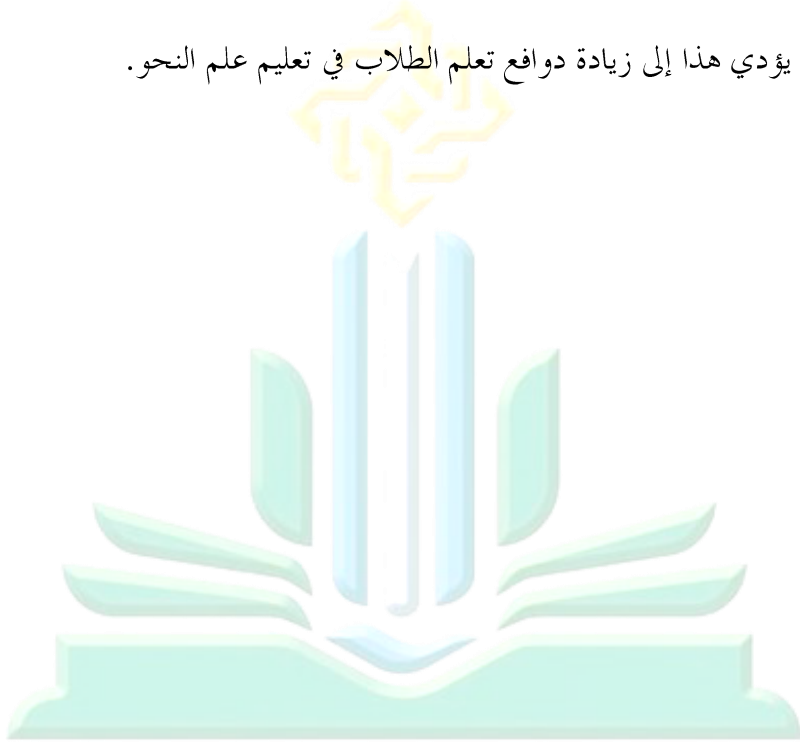 يؤدي هذا إلى زيادة دوافع تعلم الطلاب في تعليم علم النحو.